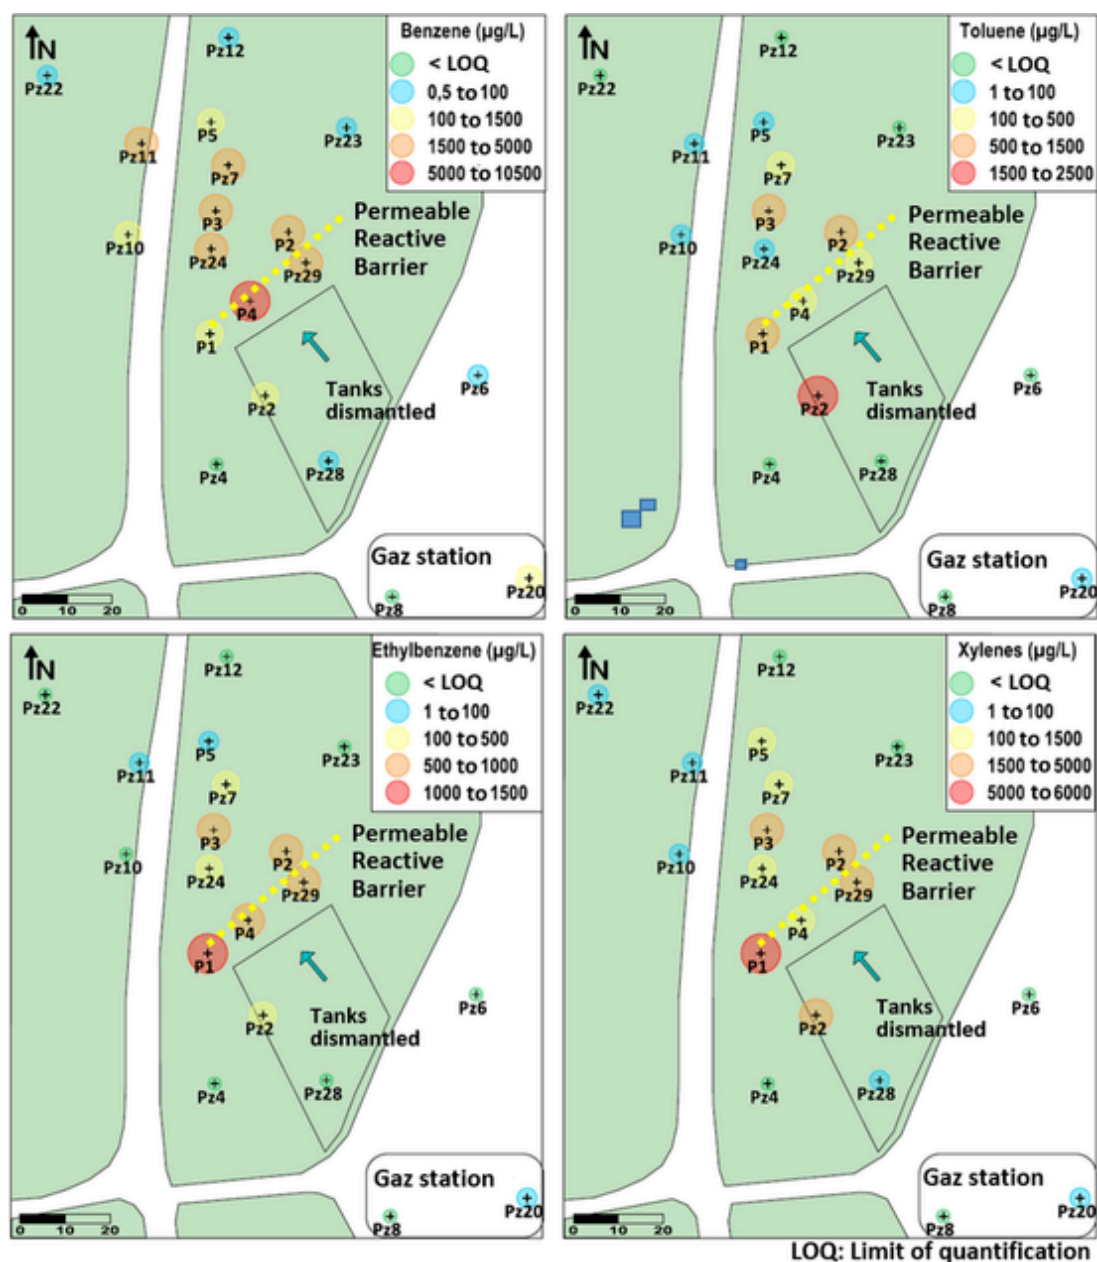 N
Benzene (µg/L)
< LOQ
0,5 to 100
100 to 1500
1500 to 5000
5000 to 10500
Pz12
Pz22
P5
Pz23
Pz11
Pz7
P3
Permeable
Reactive
Barrier
P2
Pz10
Pz24
Pz29
P4
P1
Tanks
dismantled
Pz6
Pz2
Pz4
Pz28
Gaz station
Pz20
Pz8
0 10 20
N
Toluene (µg/L)
< LOQ
1 to 100
100 to 500
500 to 1500
1500 to 2500
Pz12
Pz22
P5
Pz23
Pz11
Pz7
P3
Permeable
Reactive
Barrier
P2
Pz10
Pz24
Pz29
P4
P1
Tanks
dismantled
Pz6
Pz2
Pz4
Pz28
Gaz station
Pz20
Pz8
0 10 20
N
Ethylbenzene (µg/L)
< LOQ
1 to 100
100 to 500
500 to 1000
1000 to 1500
Pz12
Pz22
P5
Pz23
Pz11
Pz7
P3
Permeable
Reactive
Barrier
P2
Pz10
Pz24
Pz29
P4
P1
Tanks
dismantled
Pz6
Pz2
Pz4
Pz28
Gaz station
Pz20
Pz8
0 10 20
N
Xylenes (µg/L)
< LOQ
1 to 100
100 to 1500
1500 to 5000
5000 to 6000
Pz12
Pz22
P5
Pz23
Pz11
Pz7
P3
Permeable
Reactive
Barrier
P2
Pz10
Pz24
Pz29
P4
P1
Tanks
dismantled
Pz6
Pz2
Pz4
Pz28
Gaz station
Pz20
Pz8
0 10 20
LOQ: Limit of quantification